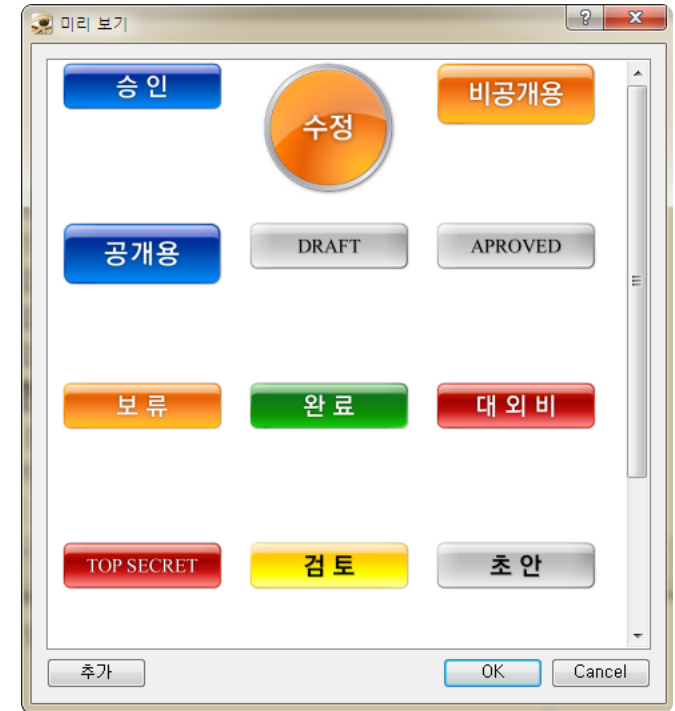 미리 보기
승 인
수정
비공개용
공개용
DRAFT
APROVED
보 류
완 료
대 외 비
TOP SECRET
검 토
초 안
추가
OK
Cancel